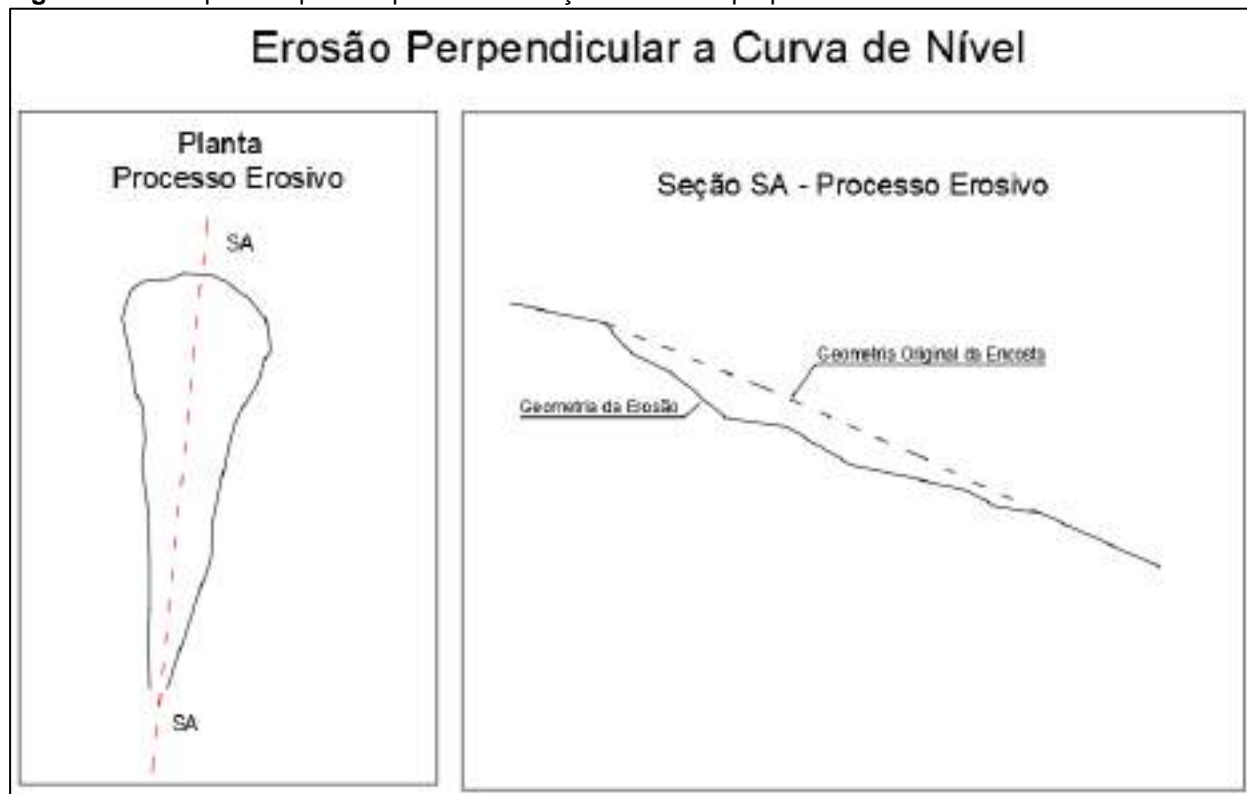 Erosão Perpendicular a Curva de Nível
Planta
Processo Erosivo
SA
SA
Seção SA - Processo Erosivo
Geometria Original da Encosta
Geometria da Erosão